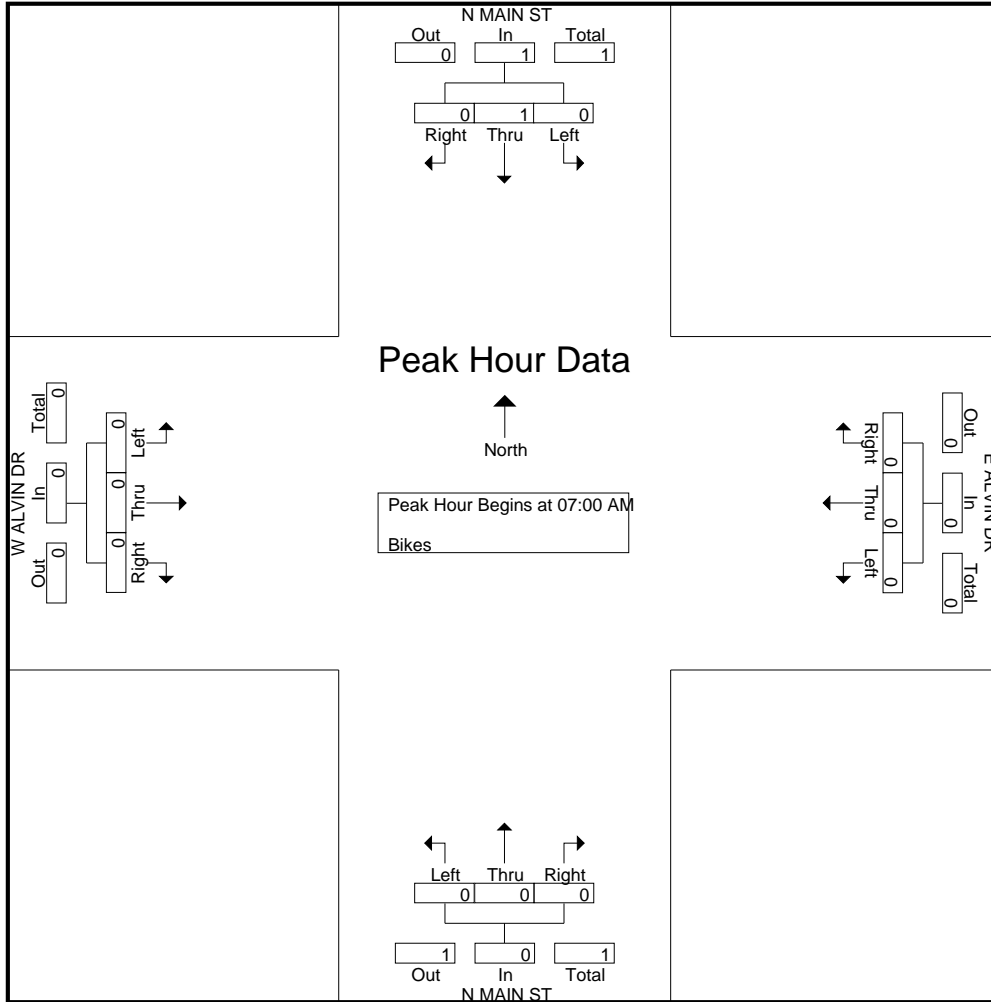 N MAIN ST
Out In Total
0 1 1
0 1 0
Right Thru Left
Peak Hour Data
North
Peak Hour Begins at 07:00 AM
Bikes
W ALVIN DR
Out In Total
0 0 0
0 0 0
Right Thru Left
E ALVIN DR
Out In Total
0 0 0
0 0 0
Right Thru Left
Left Thru Right
0 0 0
1 0 1
Out In Total
N MAIN ST